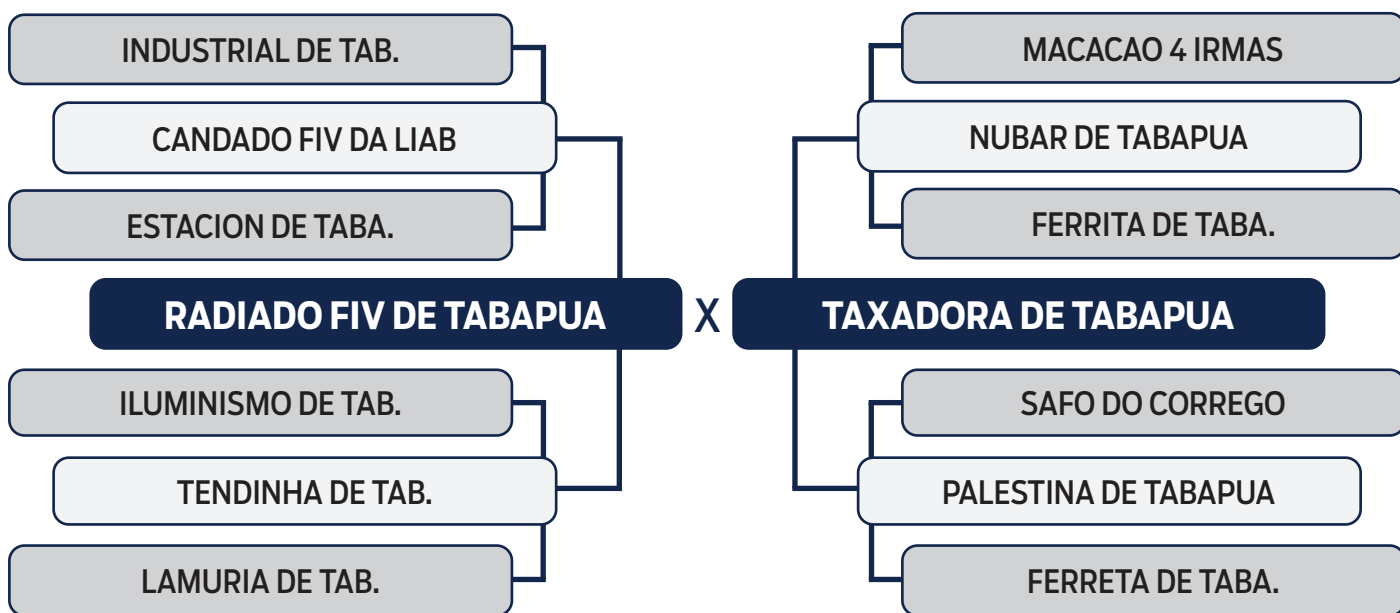 INDUSTRIAL DE TAB.
MACACAO 4 IRMAS
CANDADO FIV DA LIAB
NUBAR DE TABAPUA
ESTACION DE TABA.
FERRITA DE TABA.
RADIADO FIV DE TABAPUA X TAXADORA DE TABAPUA
ILUMINISMO DE TAB.
SAFO DO CORREGO
TENDINHA DE TAB.
PALESTINA DE TABAPUA
LAMURIA DE TAB.
FERRETA DE TABA.